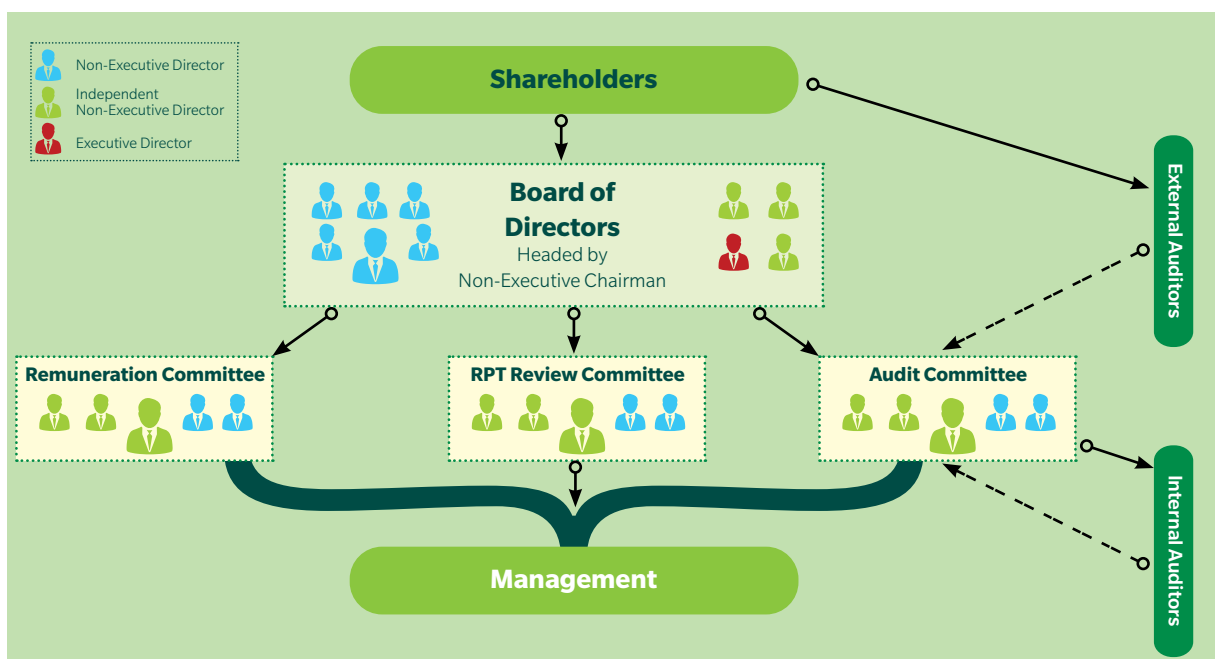 Non-Executive Director
Independent
Non-Executive Director
Executive Director
Shareholders
Board of
Directors
Headed by
Non-Executive Chairman
External Auditors
Remuneration Committee
RPT Review Committee
Audit Committee
Internal Auditors
Management